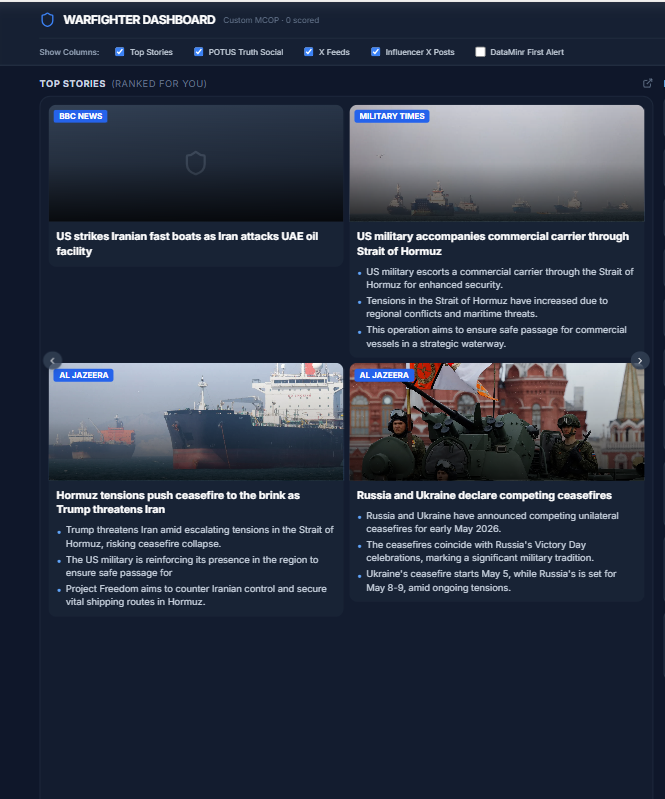 WARFIGHTER DASHBOARD Custom MCOP · 0 scored
Show Columns: Top Stories POTUS Truth Social X Feeds Influencer X Posts DataMinr First Alert
TOP STORIES (RANKED FOR YOU)
BBC NEWS
US strikes Iranian fast boats as Iran attacks UAE oil
facility
MILITARY TIMES
US military accompanies commercial carrier through
Strait of Hormuz
• US military escorts a commercial carrier through the Strait of
Hormuz for enhanced security.
• Tensions in the Strait of Hormuz have increased due to
regional conflicts and maritime threats.
• This operation aims to ensure safe passage for commercial
vessels in a strategic waterway.
AL JAZEERA
Hormuz tensions push ceasefire to the brink as
Trump threatens Iran
• Trump threatens Iran amid escalating tensions in the Strait of
Hormuz, risking ceasefire collapse.
• The US military is reinforcing its presence in the region to
ensure safe passage for
• Project Freedom aims to counter Iranian control and secure
vital shipping routes in Hormuz.
AL JAZEERA
Russia and Ukraine declare competing ceasefires
• Russia and Ukraine have announced competing unilateral
ceasefires for early May 2026.
• The ceasefires coincide with Russia's Victory Day
celebrations, marking a significant military tradition.
• Ukraine's ceasefire starts May 5, while Russia's is set for
May 8-9, amid ongoing tensions.